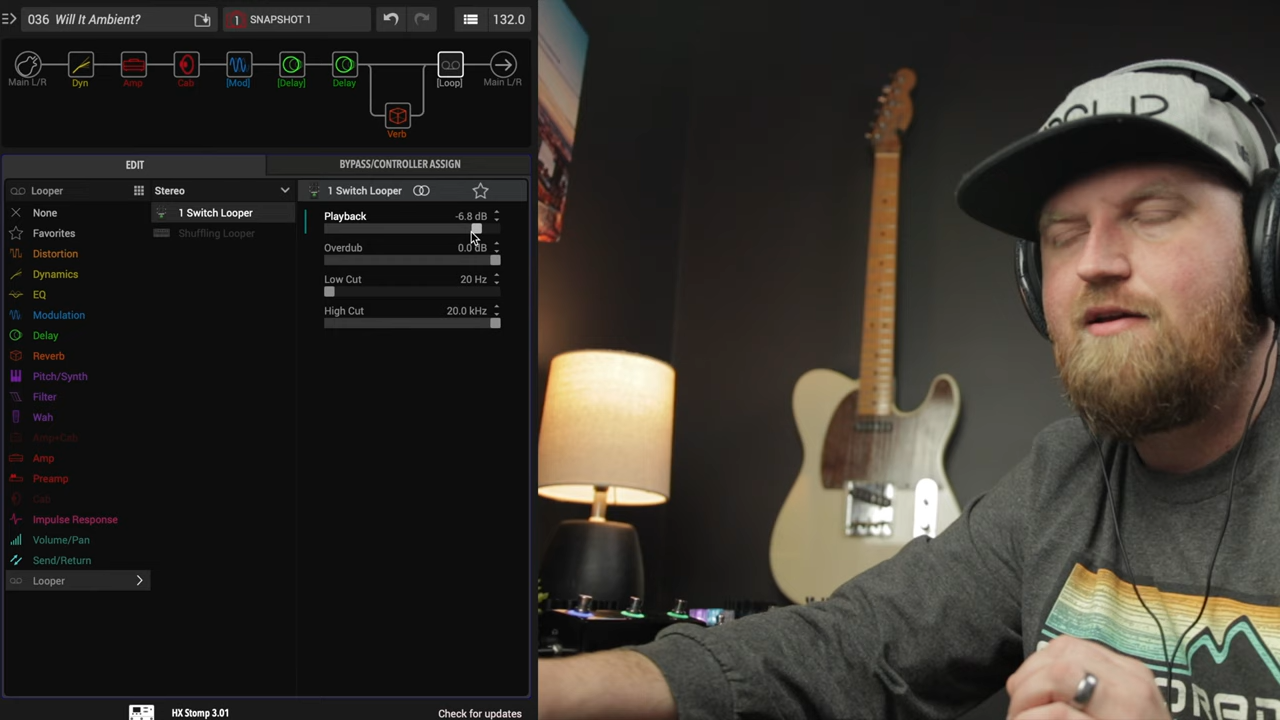 036 Will It Ambient?
1 SNAPSHOT 1
132.0
Main L/R Dyn Amp Cab [Mod] [Delay] Delay [Loop] Main L/R
Verb
EDIT
BYPASS/CONTROLLER ASSIGN
Looper
Stereo
1 Switch Looper
None
Favorites
Distortion
Dynamics
EQ
Modulation
Delay
Reverb
Pitch/Synth
Filter
Wah
Amp+Cab
Amp
Preamp
Cab
Impulse Response
Volume/Pan
Send/Return
Looper
1 Switch Looper
Shuffling Looper
Playback -6.8 dB
Overdub 0.0 dB
Low Cut 20 Hz
High Cut 20.0 kHz
HX Stomp 3.01
Check for updates